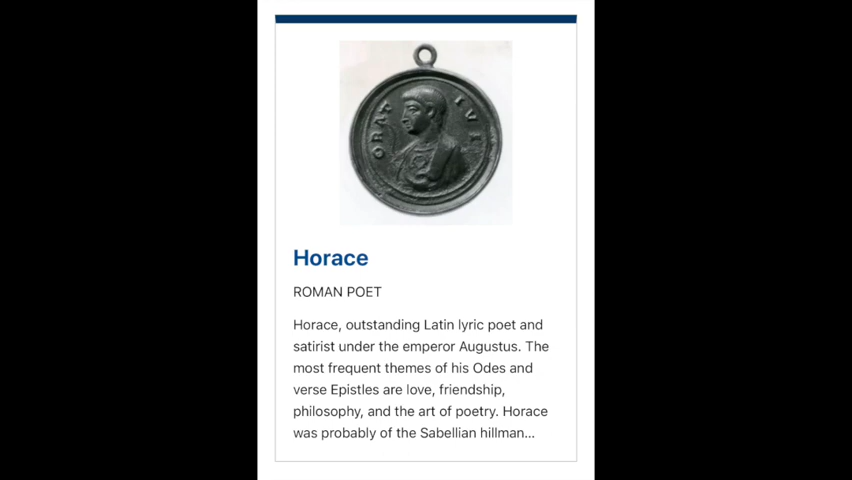 ORAT IVI
Horace
ROMAN POET
Horace, outstanding Latin lyric poet and
satirist under the emperor Augustus. The
most frequent themes of his Odes and
verse Epistles are love, friendship,
philosophy, and the art of poetry. Horace
was probably of the Sabellian hillman...